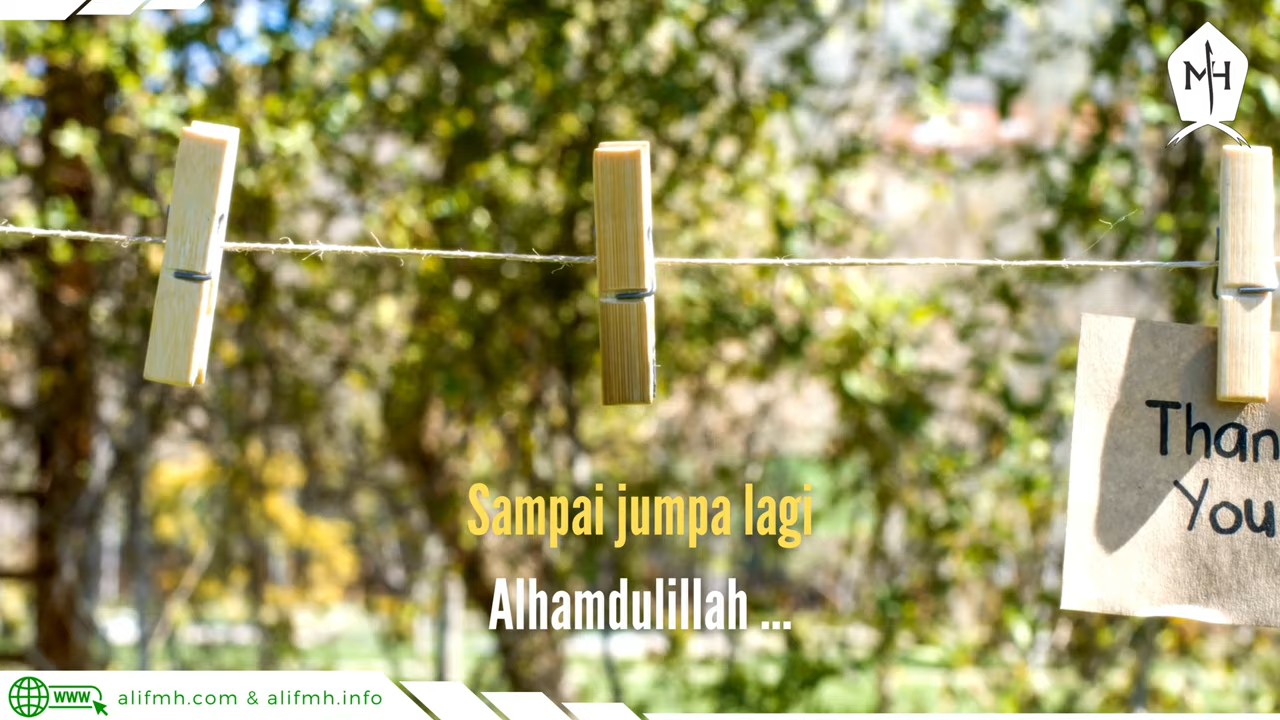 MH
Than
You
Sampai jumpa lagi
Alhamdulillah ...
WWW
alifmh.com & alifmh.info